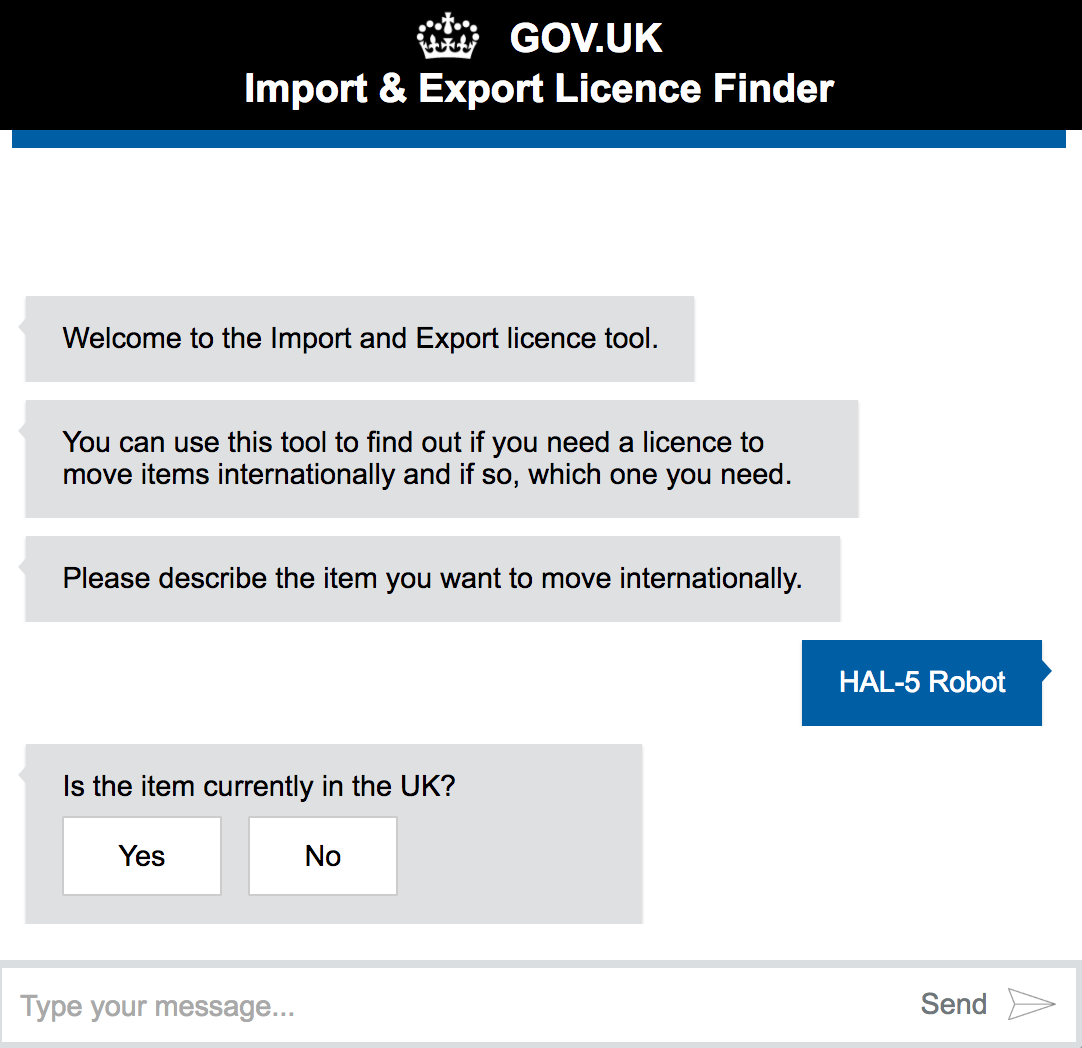 GOV.UK
Import & Export Licence Finder
Welcome to the Import and Export licence tool.
You can use this tool to find out if you need a licence to
move items internationally and if so, which one you need.
Please describe the item you want to move internationally.
HAL-5 Robot
Is the item currently in the UK?
Yes No
Type your message... Send